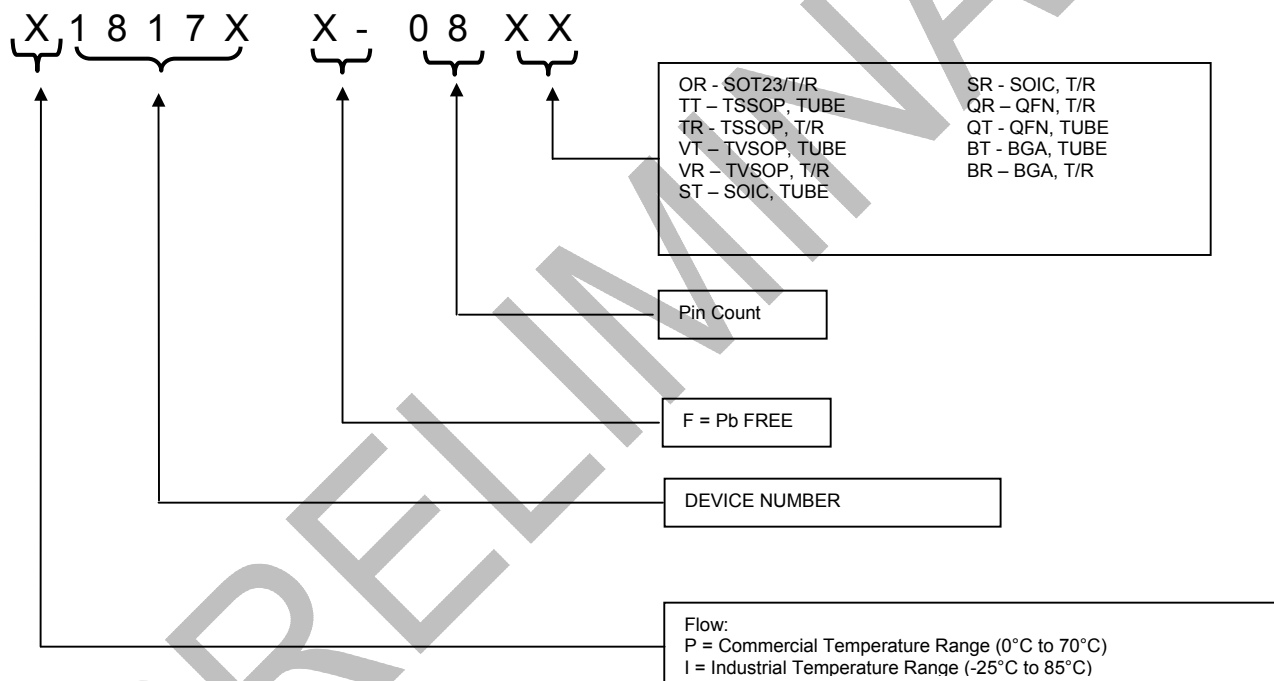 X 1 8 1 7 X X - 0 8 X X
OR - SOT23/T/R
TT – TSSOP, TUBE
TR - TSSOP, T/R
VT – TVSOP, TUBE
VR – TVSOP, T/R
ST – SOIC, TUBE
SR - SOIC, T/R
QR – QFN, T/R
QT - QFN, TUBE
BT - BGA, TUBE
BR – BGA, T/R
Pin Count
F = Pb FREE
DEVICE NUMBER
Flow:
P = Commercial Temperature Range (0°C to 70°C)
I = Industrial Temperature Range (-25°C to 85°C)
RELIMINA